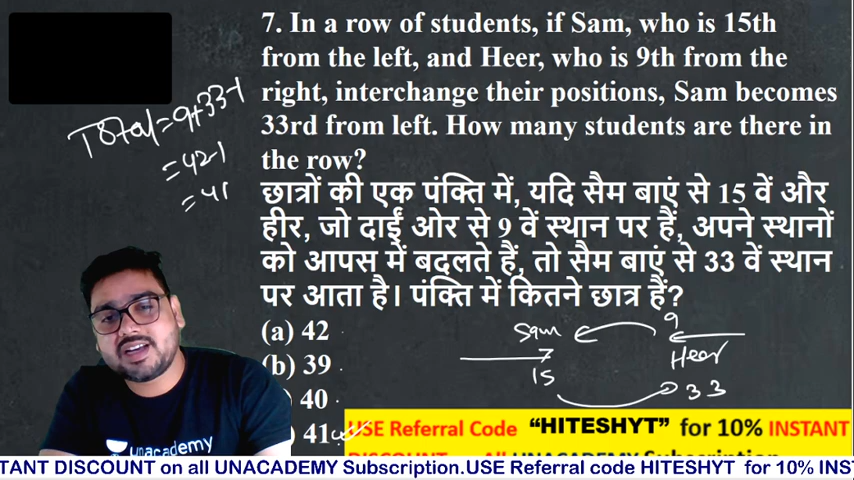 7. In a row of students, if Sam, who is 15th
from the left, and Heer, who is 9th from the
right, interchange their positions, Sam becomes
33rd from left. How many students are there in
the row?
Total = 9+33-1
= 42-1
= 41
छात्रों की एक पंक्ति में, यदि सैम बाएं से 15 वें और
हीर, जो दाईं ओर से 9 वें स्थान पर हैं, अपने स्थानों
को आपस में बदलते हैं, तो सैम बाएं से 33 वें स्थान
पर आता है। पंक्ति में कितने छात्र हैं?
(a) 42
(b) 39
) 40
) 41
Sam
9
Heer
15
33
unacademy
USE Referral Code “HITESHYT” for 10% INSTANT
TANT DISCOUNT on all UNACADEMY Subscription.USE Referral code HITESHYT for 10% INS